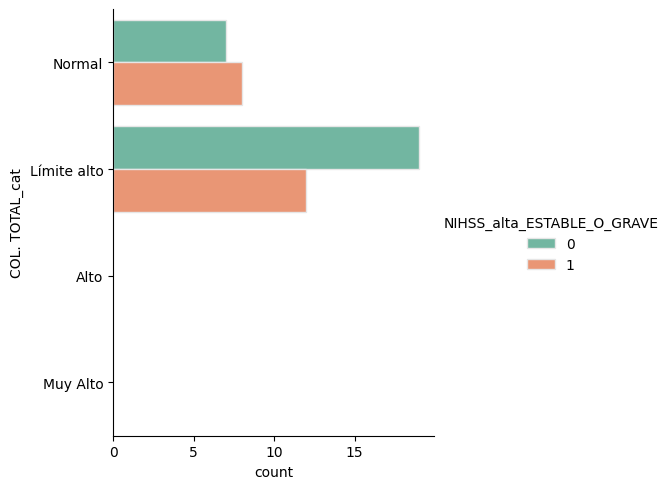 Normal
Límite alto
Alto
Muy Alto
COL. TOTAL_cat
0
5
10
15
count
NIHSS_alta_ESTABLE_O_GRAVE
0
1